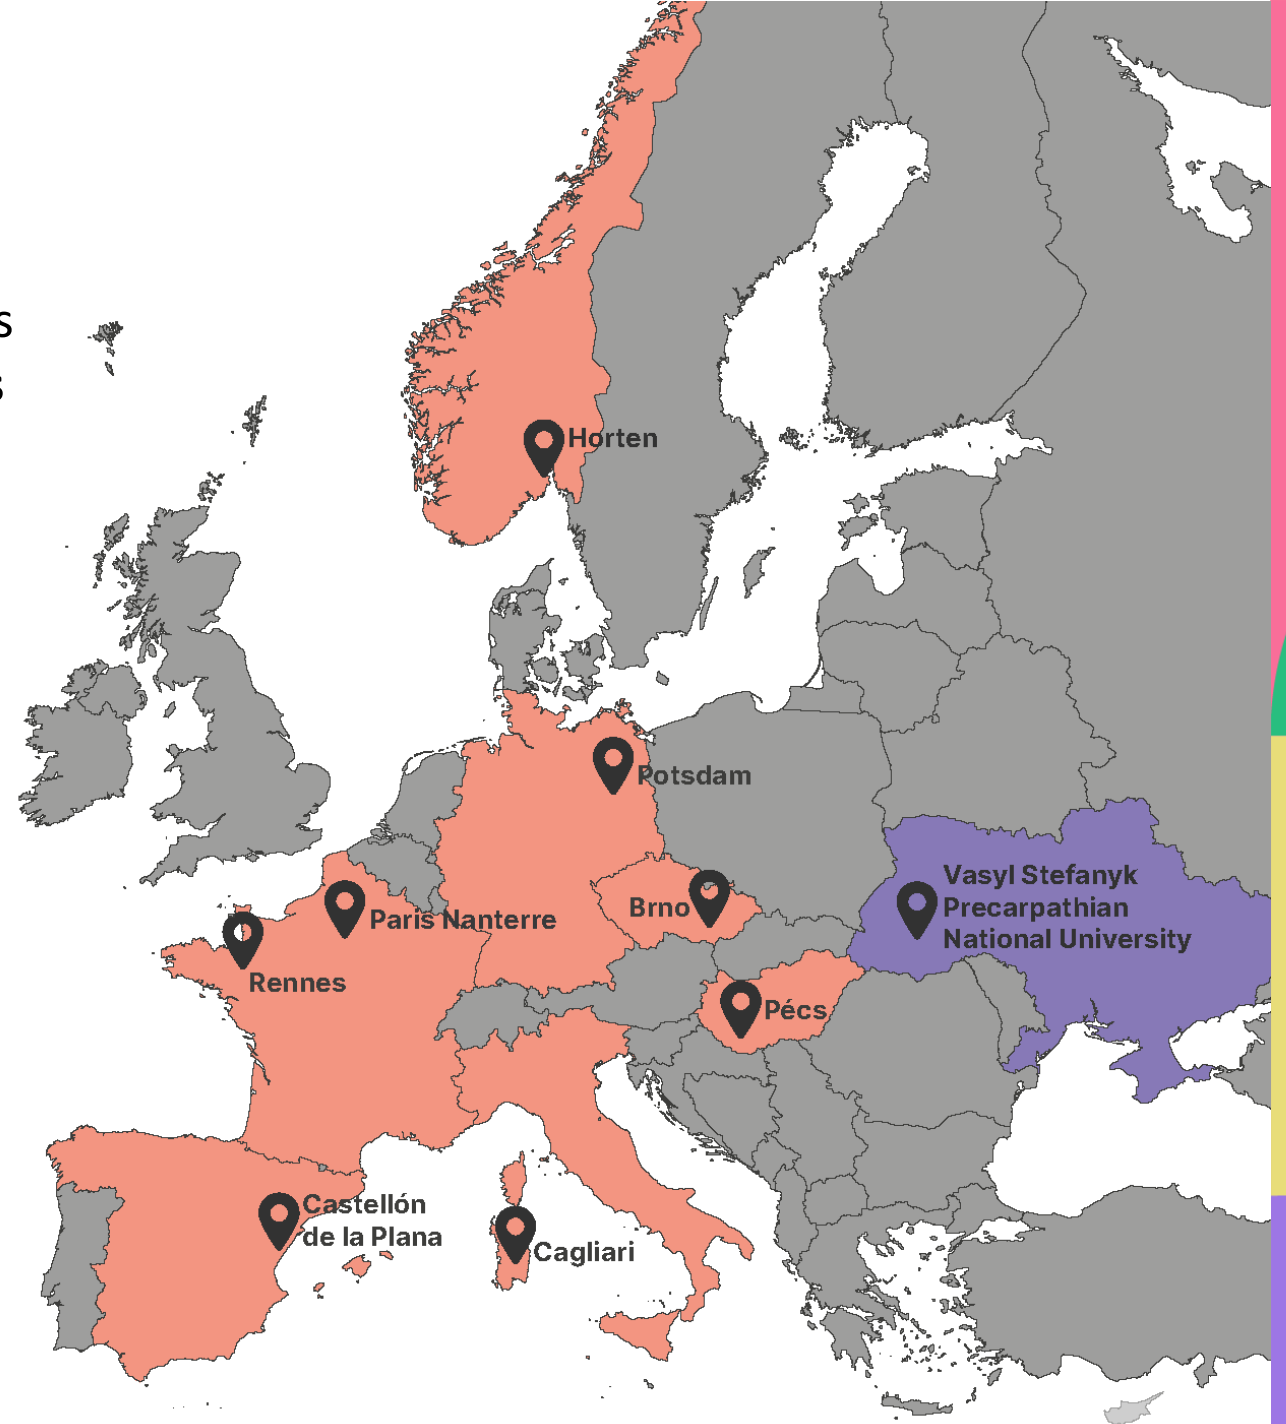 s
s
Horten
Potsdam
Vasyl Stefanyk
Precarpathian
National University
Brno
Paris Nanterre
Rennes
Pécs
Castellón
de la Plana
Cagliari